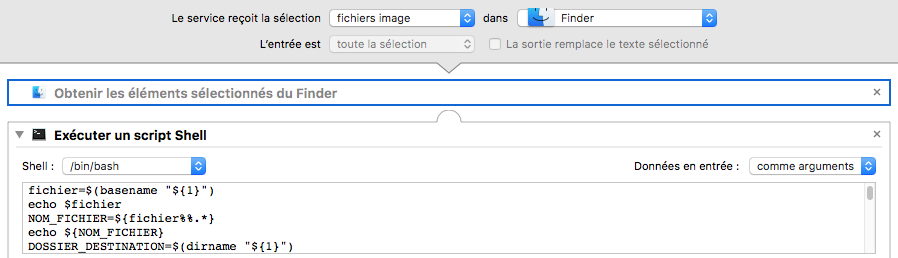 Le service reçoit la sélection fichiers image dans Finder
L'entrée est toute la sélection La sortie remplace le texte sélectionné
Obtenir les éléments sélectionnés du Finder
Exécuter un script Shell
Shell : /bin/bash Données en entrée : comme arguments
fichier=$(basename "${1}")
echo $fichier
NOM_FICHIER=${fichier%%.*}
echo ${NOM_FICHIER}
DOSSIER_DESTINATION=$(dirname "${1}")